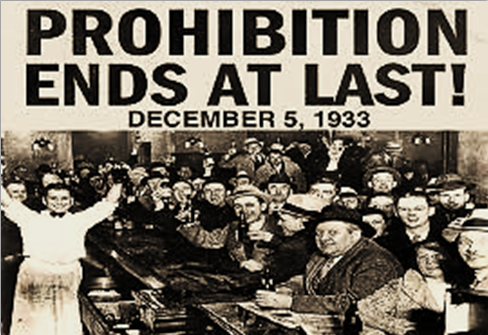 PROHIBITION
ENDS AT LAST!
DECEMBER 5, 1933